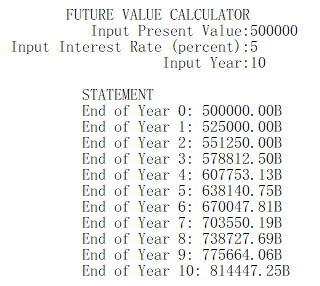 FUTURE VALUE CALCULATOR
Input Present Value:500000
Input Interest Rate (percent):5
Input Year:10
STATEMENT
End of Year 0: 500000.00B
End of Year 1: 525000.00B
End of Year 2: 551250.00B
End of Year 3: 578812.50B
End of Year 4: 607753.13B
End of Year 5: 638140.75B
End of Year 6: 670047.81B
End of Year 7: 703550.19B
End of Year 8: 738727.69B
End of Year 9: 775664.06B
End of Year 10: 814447.25B